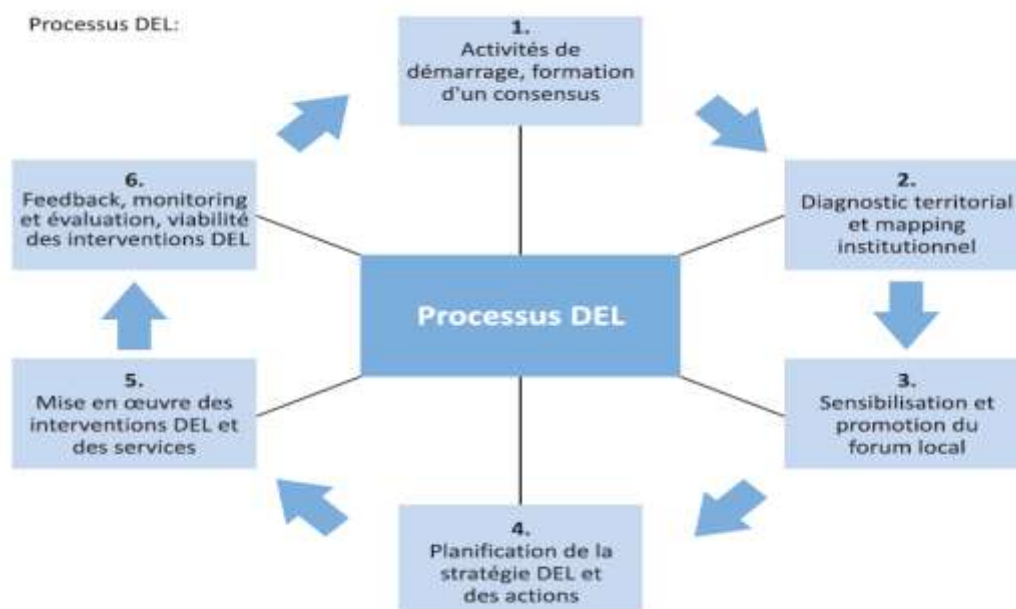 Processus DEL:
1.
Activités de
démarrage, formation
d'un consensus
2.
Diagnostic territorial
et mapping
institutionnel
3.
Sensibilisation et
promotion du
forum local
4.
Planification de la
stratégie DEL et
des actions
5.
Mise en œuvre des
interventions DEL et
des services
6.
Feedback, monitoring
et évaluation, viabilité
des interventions DEL
Processus DEL